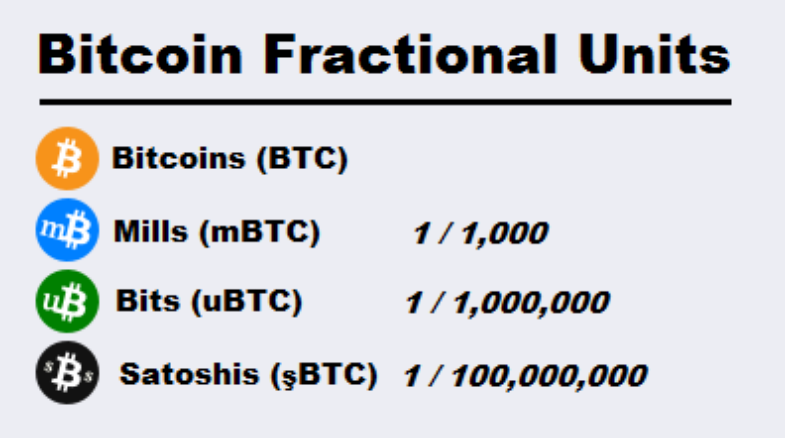 Bitcoin Fractional Units
Bitcoins (BTC)
mB Mills (mBTC) 1 / 1,000
uB Bits (uBTC) 1 / 1,000,000
sBs Satoshis (şBTC) 1 / 100,000,000